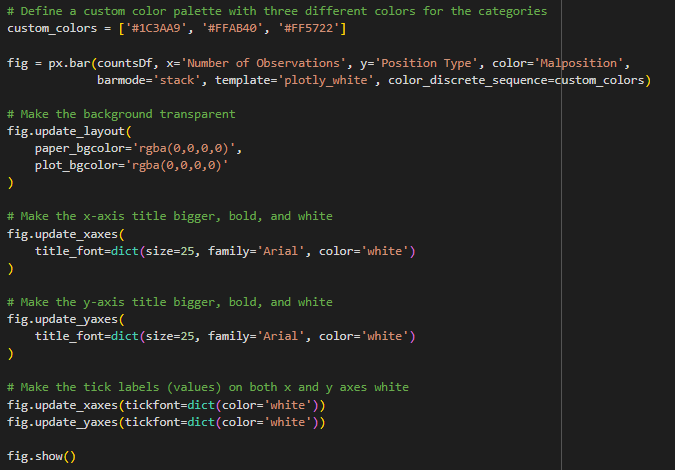 # Define a custom color palette with three different colors for the categories
custom_colors = ['#1C3AA9', '#FFAB40', '#FF5722']
fig = px.bar(countsDf, x='Number of Observations', y='Position Type', color='Malposition',
barmode='stack', template='plotly_white', color_discrete_sequence=custom_colors)
# Make the background transparent
fig.update_layout(
paper_bgcolor='rgba(0,0,0,0)',
plot_bgcolor='rgba(0,0,0,0)'
)
# Make the x-axis title bigger, bold, and white
fig.update_xaxes(
title_font=dict(size=25, family='Arial', color='white')
)
# Make the y-axis title bigger, bold, and white
fig.update_yaxes(
title_font=dict(size=25, family='Arial', color='white')
)
# Make the tick labels (values) on both x and y axes white
fig.update_xaxes(tickfont=dict(color='white'))
fig.update_yaxes(tickfont=dict(color='white'))
fig.show()